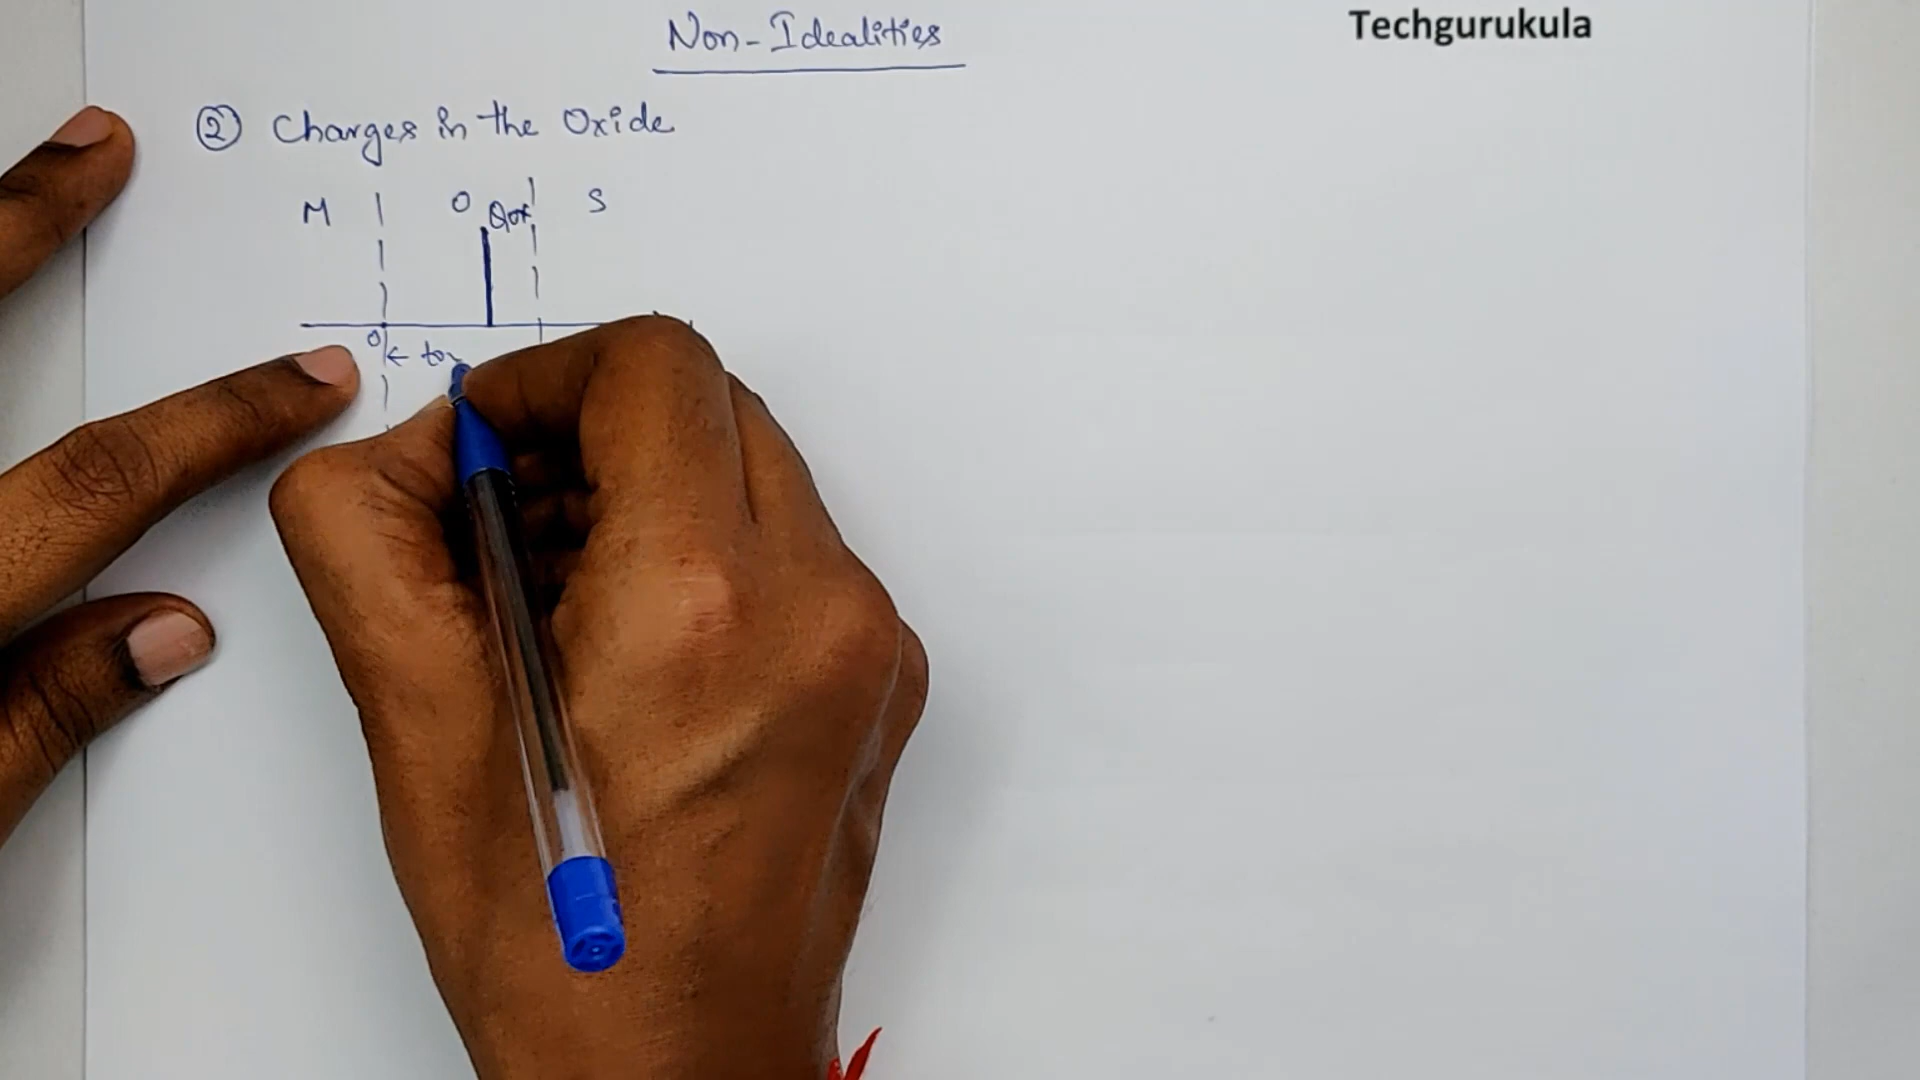 Non-Idealities
Techgurukula
② Charges in the Oxide
M O Qox S
0
← tox